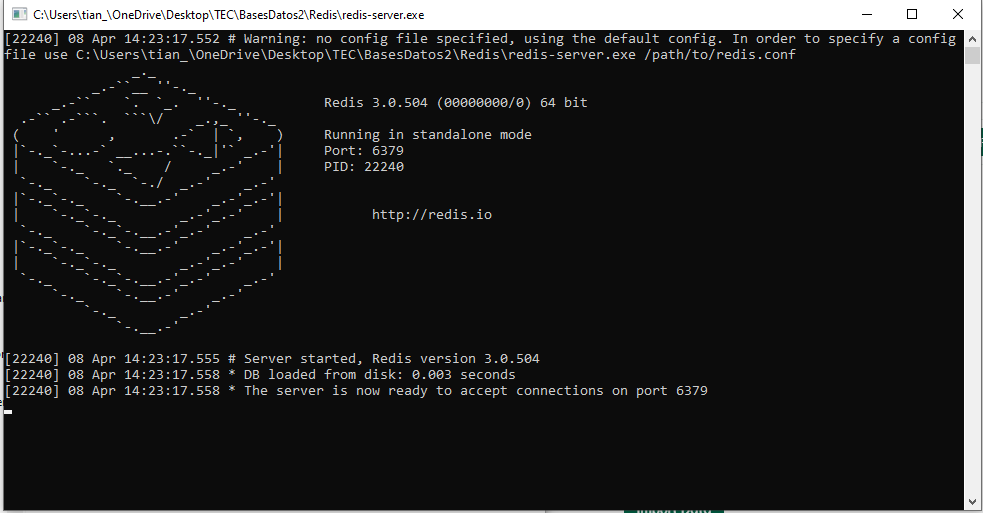 C:\Users\tian_\OneDrive\Desktop\TEC\BasesDatos2\Redis\redis-server.exe
[22240] 08 Apr 14:23:17.552 # Warning: no config file specified, using the default config. In order to specify a config
file use C:\Users\tian_\OneDrive\Desktop\TEC\BasesDatos2\Redis\redis-server.exe /path/to/redis.conf
Redis 3.0.504 (00000000/0) 64 bit
Running in standalone mode
Port: 6379
PID: 22240
http://redis.io
[22240] 08 Apr 14:23:17.555 # Server started, Redis version 3.0.504
[22240] 08 Apr 14:23:17.558 * DB loaded from disk: 0.003 seconds
[22240] 08 Apr 14:23:17.558 * The server is now ready to accept connections on port 6379